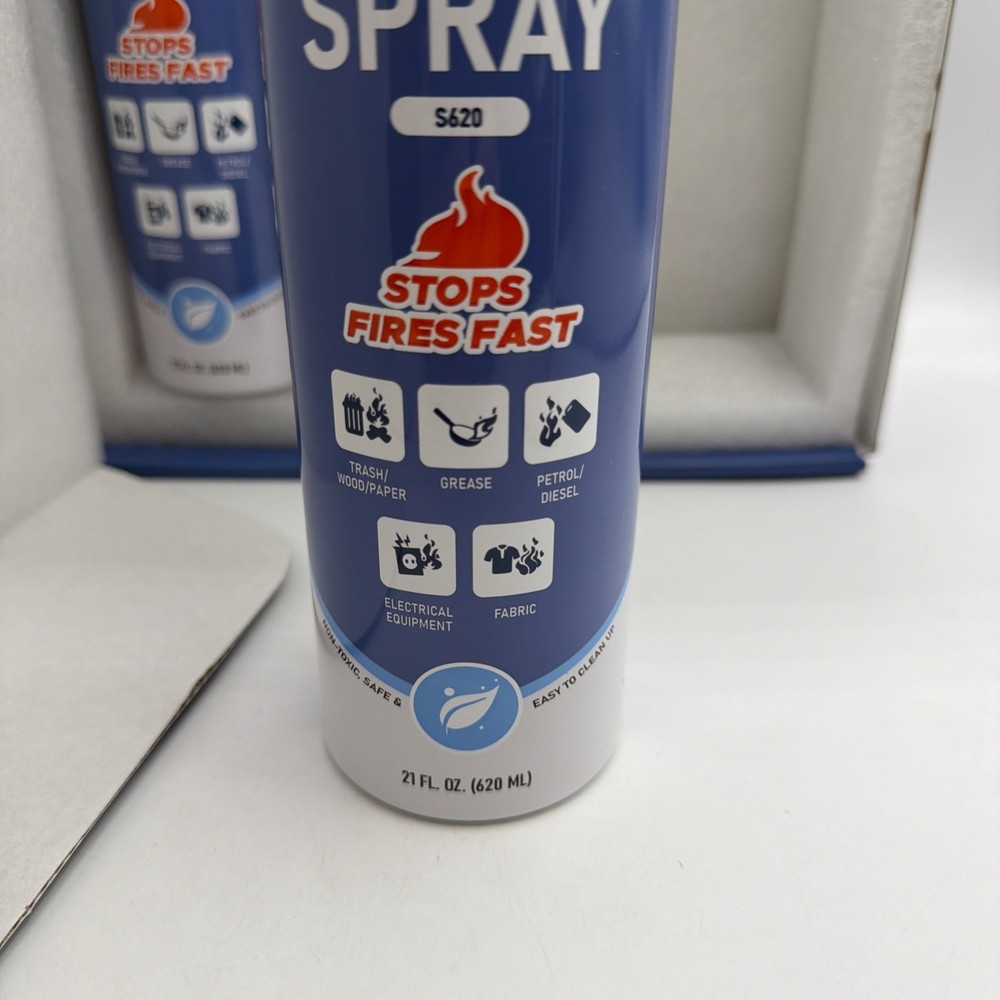 SPRAY
S620
STOPS
FIRES FAST
TRASH/
WOOD/PAPER
GREASE
PETROL/
DIESEL
ELECTRICAL
EQUIPMENT
FABRIC
NON-TOXIC, SAFE &
EASY TO CLEAN UP
21 FL. OZ. (620 ML)
STOPS
FIRES FAST